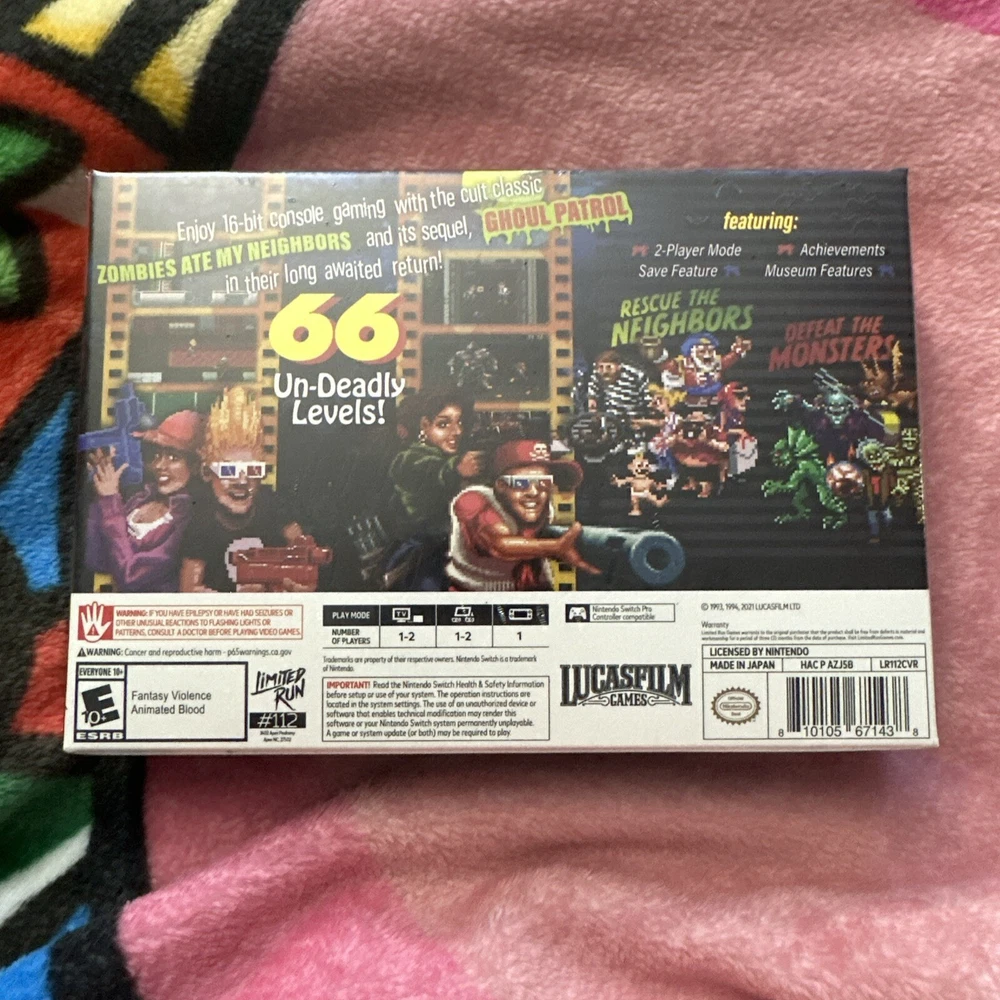 Enjoy 16-bit console gaming with the cult classic
ZOMBIES ATE MY NEIGHBORS and its sequel, GHOUL PATROL
in their long awaited return!
66
Un-Deadly
Levels!
featuring:
2-Player Mode
Achievements
Save Feature
Museum Features
RESCUE THE
NEIGHBORS
DEFEAT THE
MONSTERS
WARNING: IF YOU HAVE EPILEPSY OR HAVE HAD SEIZURES OR
OTHER UNUSUAL REACTIONS TO FLASHING LIGHTS OR
PATTERNS, CONSULT A DOCTOR BEFORE PLAYING VIDEO GAMES.
WARNING: Cancer and reproductive harm - p65warnings.ca.gov
EVERYONE 10+
E
10+
ESRB
Fantasy Violence
Animated Blood
LIMITED
RUN
#112
PLAY MODE
TV
NUMBER
OF PLAYERS
1-2
1-2
1
Trademarks are property of their respective owners. Nintendo Switch is a trademark
of Nintendo.
IMPORTANT! Read the Nintendo Switch Health & Safety Information
before setup or use of your system. The operation instructions are
located in the system settings. The use of an unauthorized device or
software that enables technical modification may render this
software or your Nintendo Switch system permanently unplayable.
A game or system update (or both) may be required to play.
Nintendo Switch Pro
Controller compatible
LUCASFILM
GAMES
© 1993, 1994, 2021 LUCASFILM LTD
Warranty
LICENSED BY NINTENDO
MADE IN JAPAN
HAC P AZJ5B
LR112CVR
Official
Nintendo
Seal
8 10105 67143 8